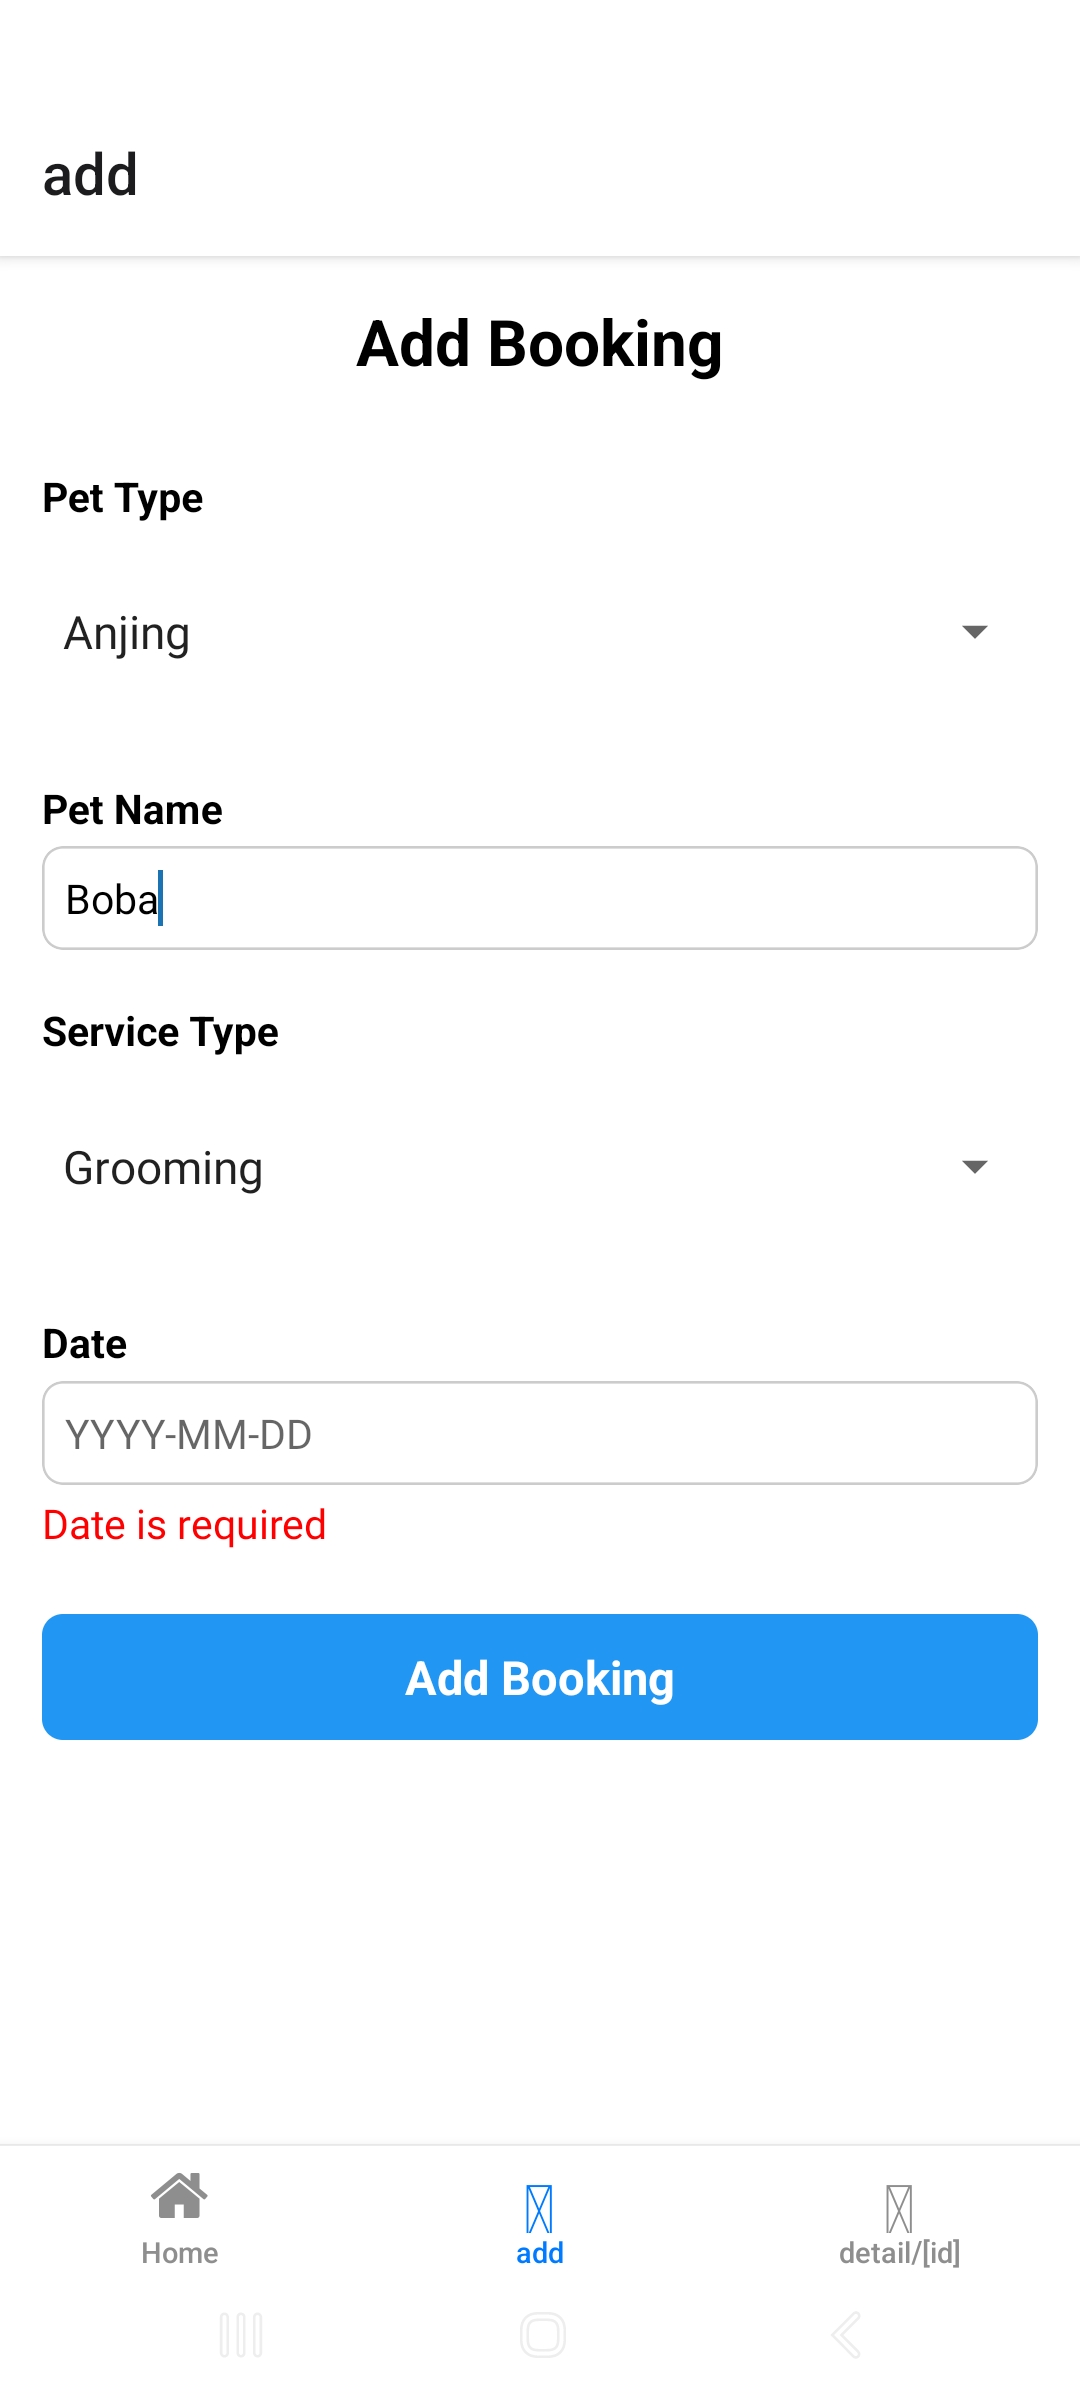 add
Add Booking
Pet Type
Anjing
Pet Name
Boba
Service Type
Grooming
Date
YYYY-MM-DD
Date is required
Add Booking
Home
add
detail/[id]